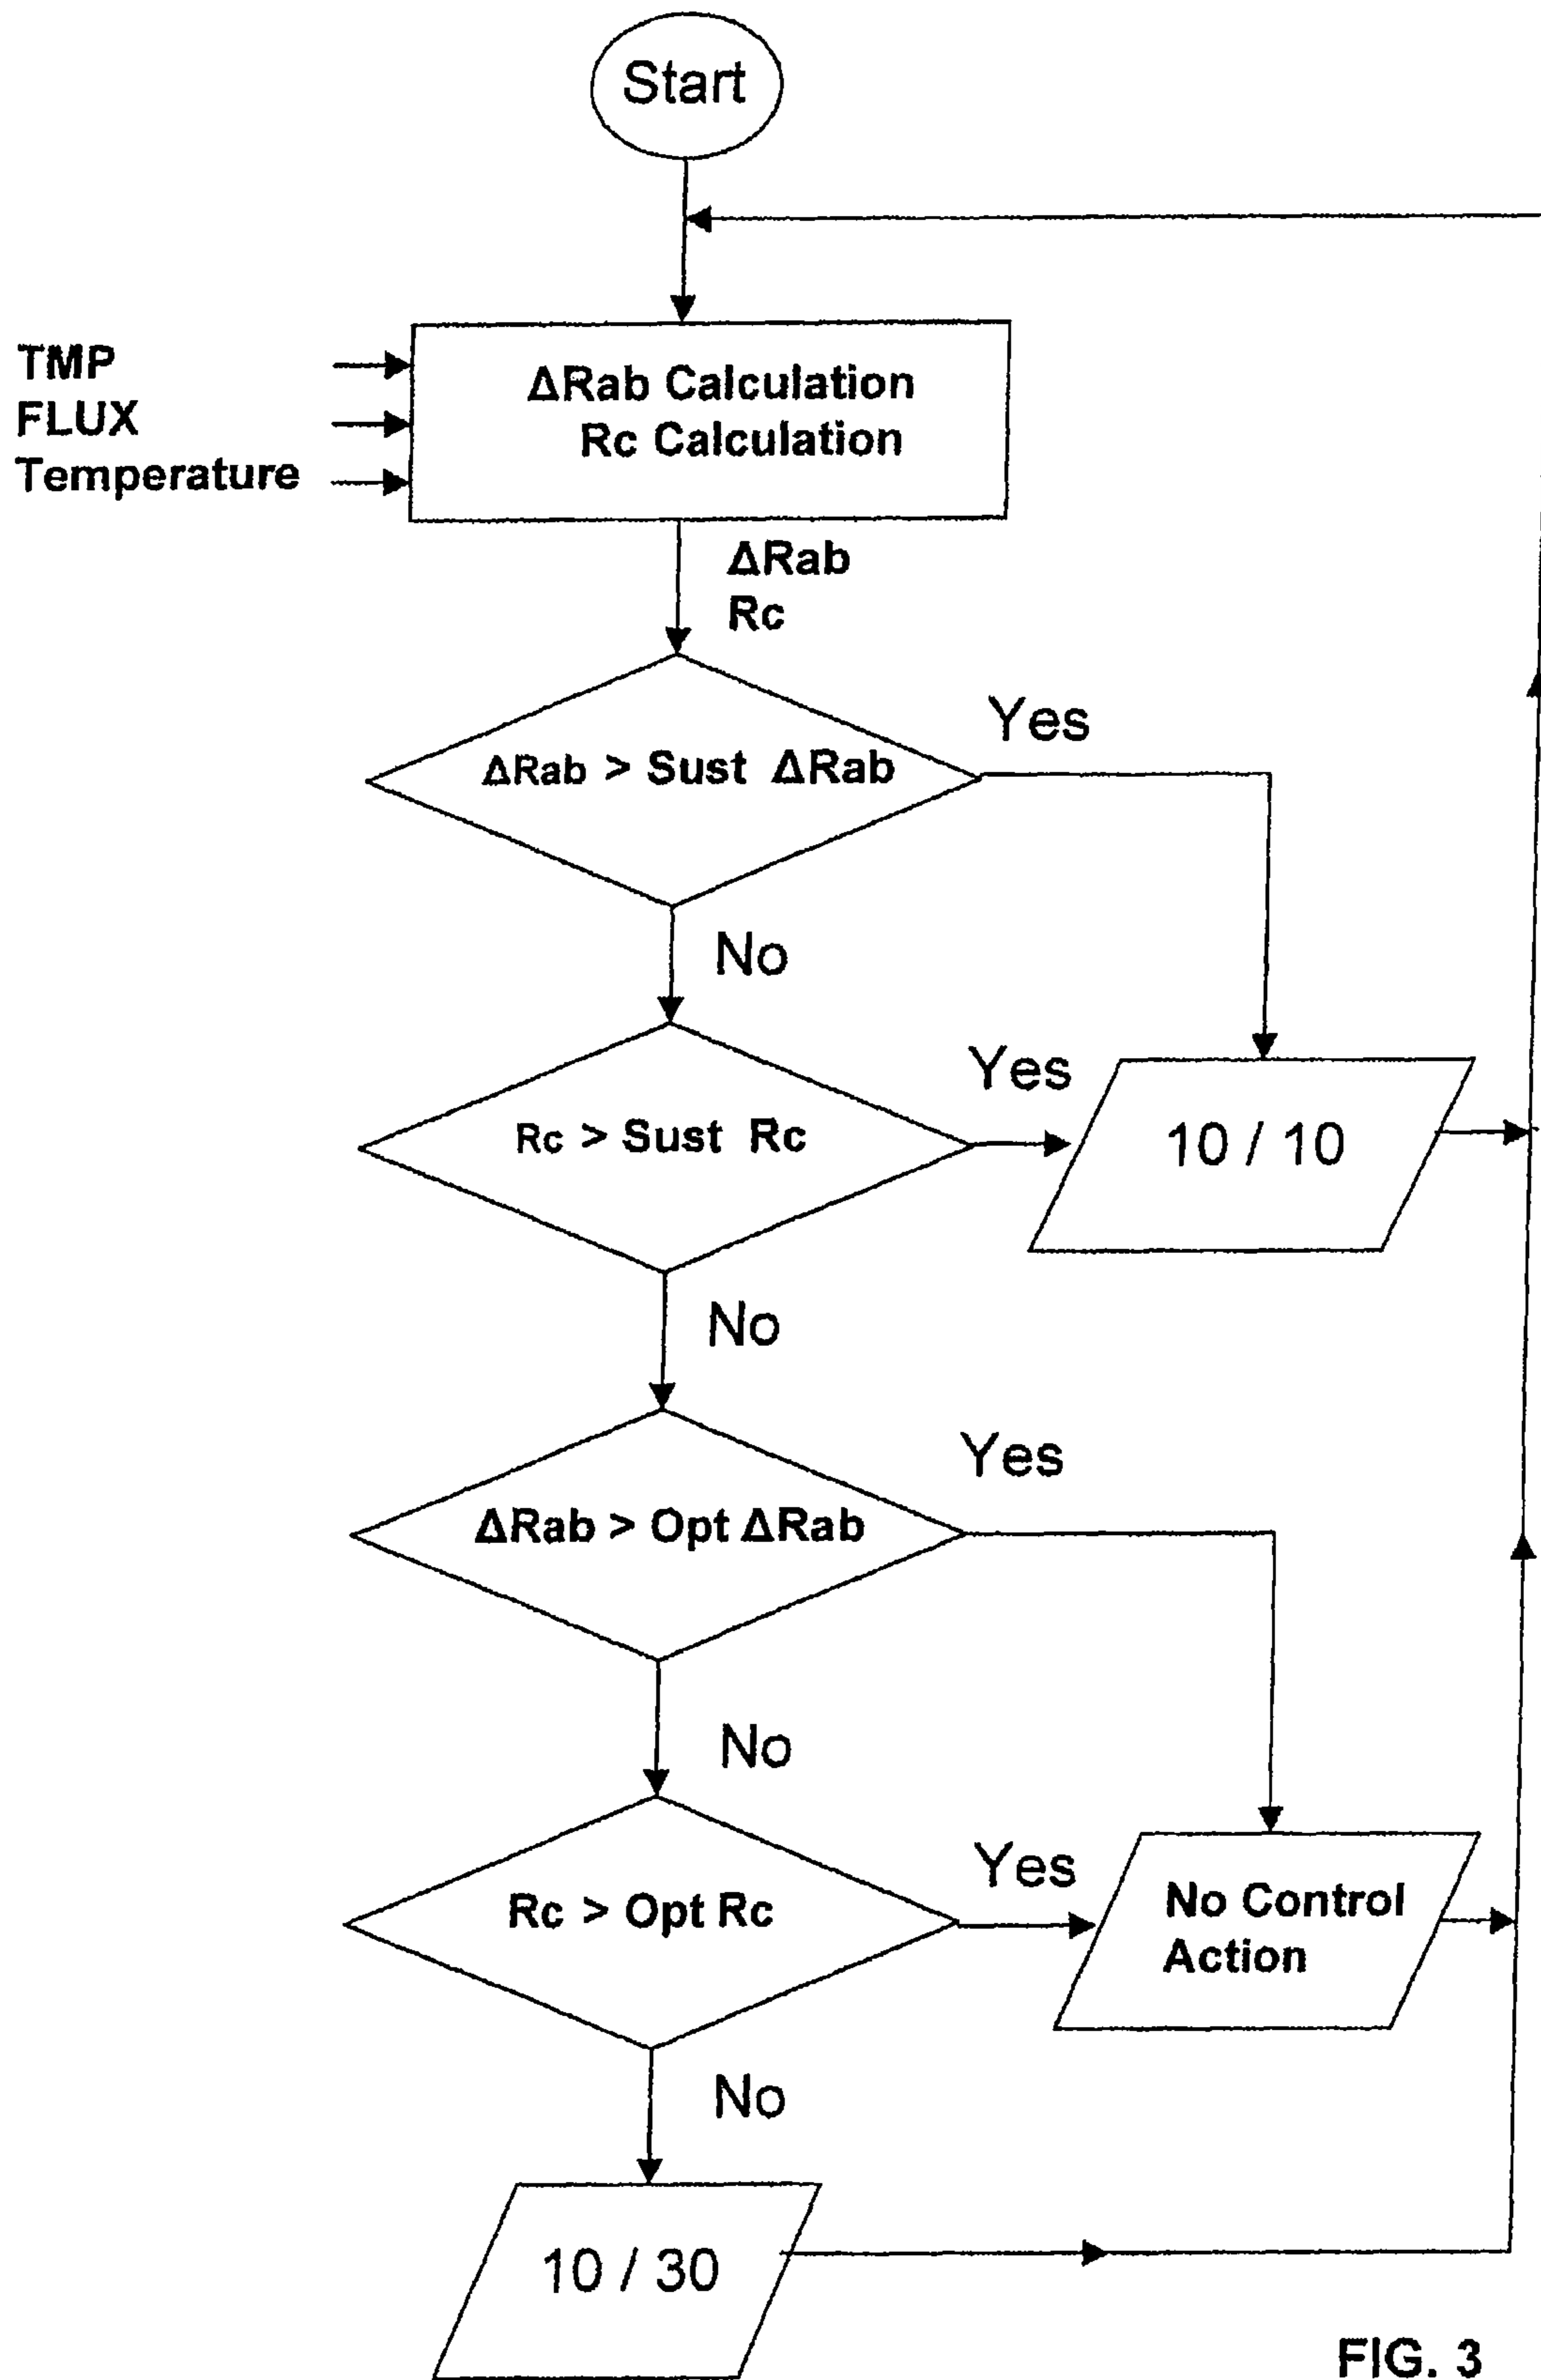 Start
TMP
FLUX
Temperature
ΔRab Calculation
Rc Calculation
ΔRab
Rc
ΔRab > Sust ΔRab
Yes
No
Rc > Sust Rc
Yes
10 / 10
No
ΔRab > Opt ΔRab
Yes
No
Rc > Opt Rc
Yes
No Control
Action
No
10 / 30
FIG. 3